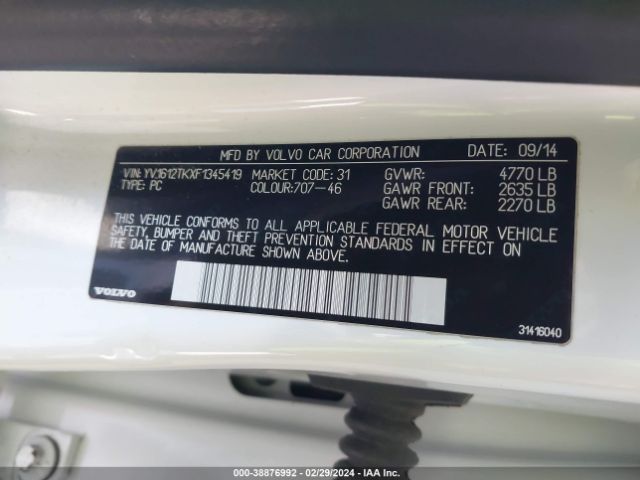 MFD BY VOLVO CAR CORPORATION DATE: 09/14
VIN: YV1612TKXF1345419 MARKET CODE: 31 GVWR: 4770 LB
TYPE: PC COLOUR: 707-46 GAWR FRONT: 2635 LB
GAWR REAR: 2270 LB
THIS VEHICLE CONFORMS TO ALL APPLICABLE FEDERAL MOTOR VEHICLE
SAFETY, BUMPER AND THEFT PREVENTION STANDARDS IN EFFECT ON
THE DATE OF MANUFACTURE SHOWN ABOVE.
VOLVO
31416040
000-38876992 - 02/29/2024 - IAA Inc.